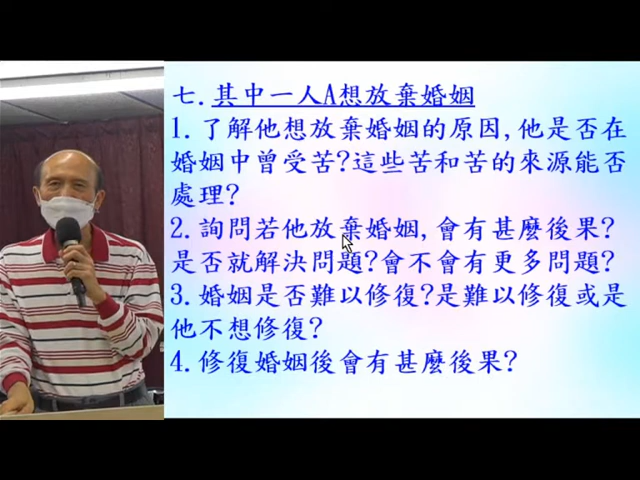 七.其中一人A想放棄婚姻
1.了解他想放棄婚姻的原因,他是否在
婚姻中曾受苦?這些苦和苦的來源能否
處理?
2.詢問若他放棄婚姻,會有甚麼後果?
是否就解決問題?會不會有更多問題?
3.婚姻是否難以修復?是難以修復或是
他不想修復?
4.修復婚姻後會有甚麼後果?